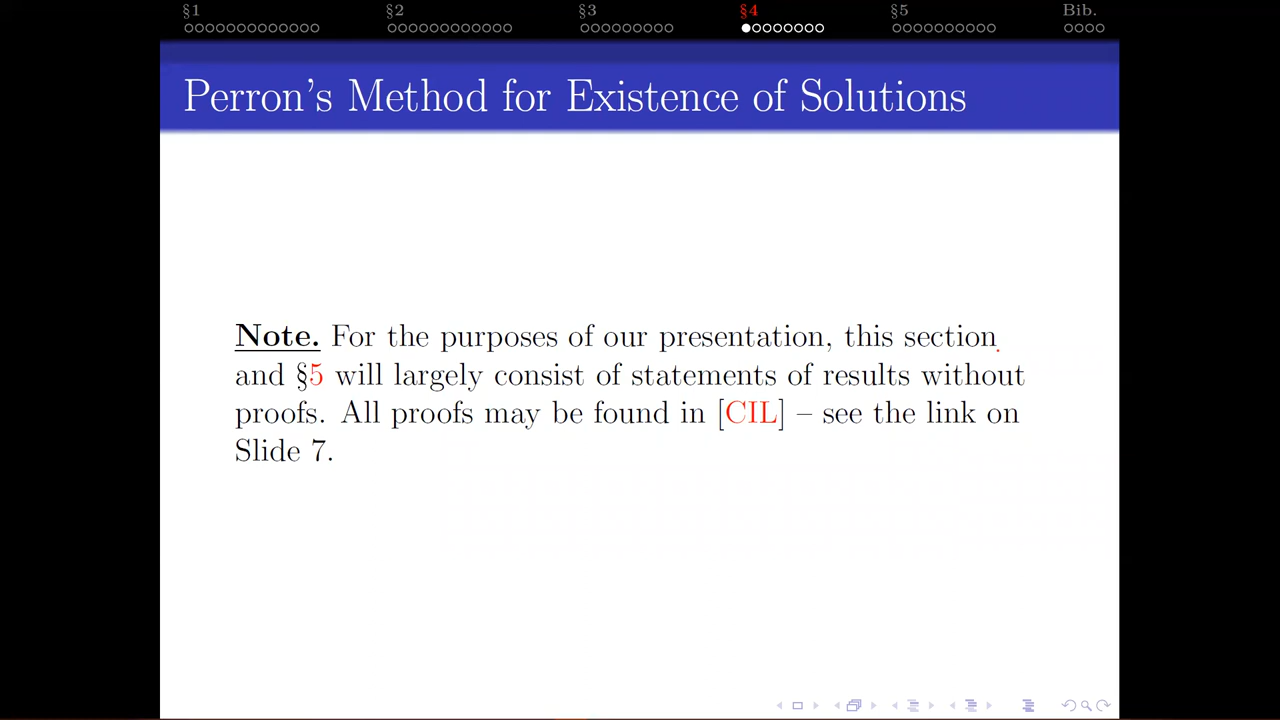 §1 §2 §3 §4 §5 Bib.
Perron's Method for Existence of Solutions
Note. For the purposes of our presentation, this section
and §5 will largely consist of statements of results without
proofs. All proofs may be found in [CIL] – see the link on
Slide 7.